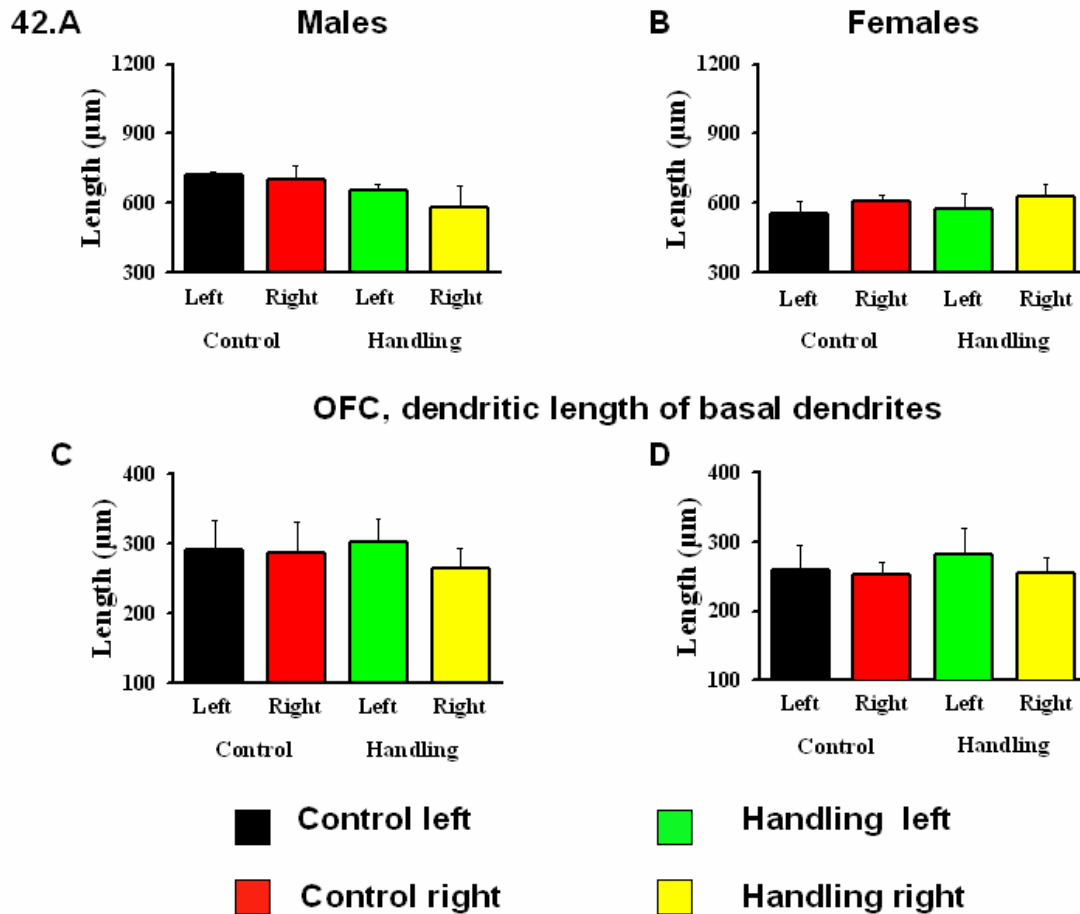 42.A
Males
B
Females
1200
900
600
300
Length (µm)
Left Right Left Right
Control Handling
1200
900
600
300
Length (µm)
Left Right Left Right
Control Handling
OFC, dendritic length of basal dendrites
C
D
400
300
200
100
Length (µm)
Left Right Left Right
Control Handling
400
300
200
100
Length (µm)
Left Right Left Right
Control Handling
Control left
Handling left
Control right
Handling right